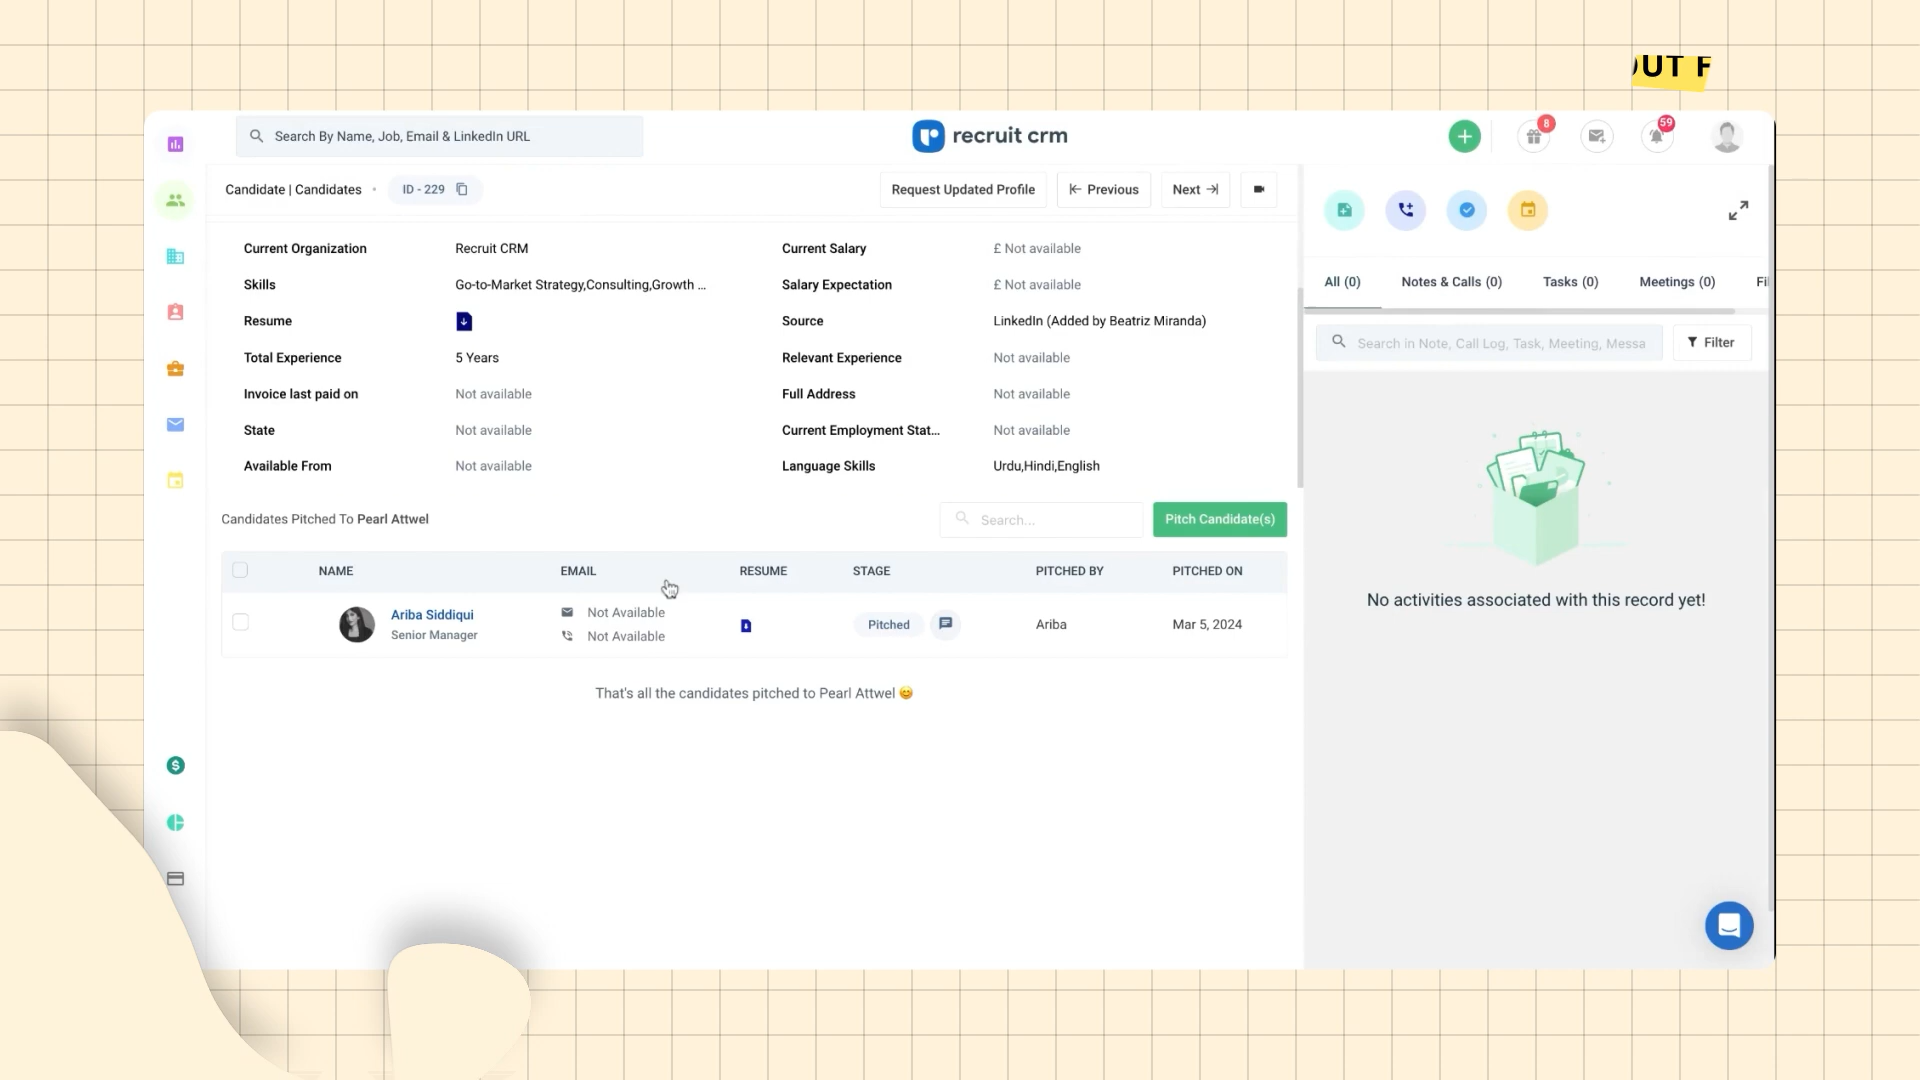 OUT F
Search By Name, Job, Email & LinkedIn URL
recruit crm
8
59
Candidate | Candidates • ID - 229
Request Updated Profile
Previous
Next
Current Organization Recruit CRM Current Salary £ Not available
Skills Go-to-Market Strategy,Consulting,Growth ... Salary Expectation £ Not available
Resume Source LinkedIn (Added by Beatriz Miranda)
Total Experience 5 Years Relevant Experience Not available
Invoice last paid on Not available Full Address Not available
State Not available Current Employment Stat... Not available
Available From Not available Language Skills Urdu,Hindi,English
Candidates Pitched To Pearl Attwel
Search...
Pitch Candidate(s)
NAME EMAIL RESUME STAGE PITCHED BY PITCHED ON
Ariba Siddiqui
Senior Manager
Not Available
Not Available
Pitched
Ariba
Mar 5, 2024
That's all the candidates pitched to Pearl Attwel 😊
All (0) Notes & Calls (0) Tasks (0) Meetings (0) Fi
Search in Note, Call Log, Task, Meeting, Messa
Filter
No activities associated with this record yet!